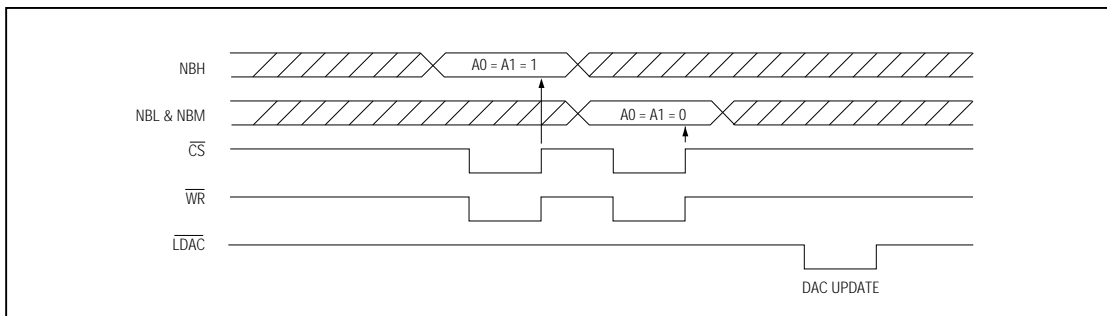 NBH
A0 = A1 = 1
NBL & NBM
A0 = A1 = 0
CS
WR
LDAC
DAC UPDATE